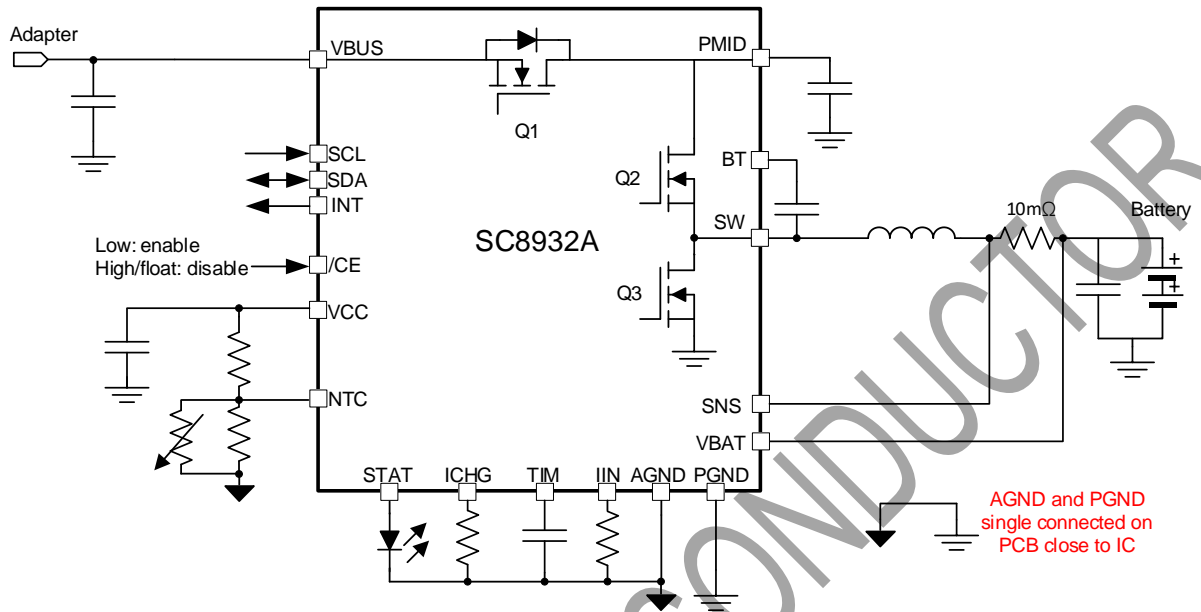 Adapter
VBUS
PMID
Q1
SCL
SDA
INT
BT
Q2
SW
10mΩ
Battery
SC8932A
Low: enable
High/float: disable
/CE
Q3
VCC
NTC
SNS
VBAT
STAT
ICHG
TIM
IIN
AGND
PGND
AGND and PGND
single connected on
PCB close to IC
+
+
CONDUCTOR